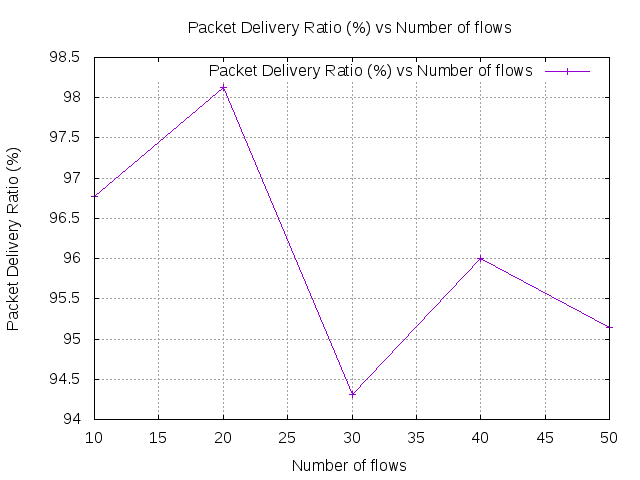 Packet Delivery Ratio (%) vs Number of flows
98.5
Packet Delivery Ratio (%) vs Number of flows
98
97.5
97
96.5
96
95.5
95
94.5
94
Packet Delivery Ratio (%)
10 15 20 25 30 35 40 45 50
Number of flows